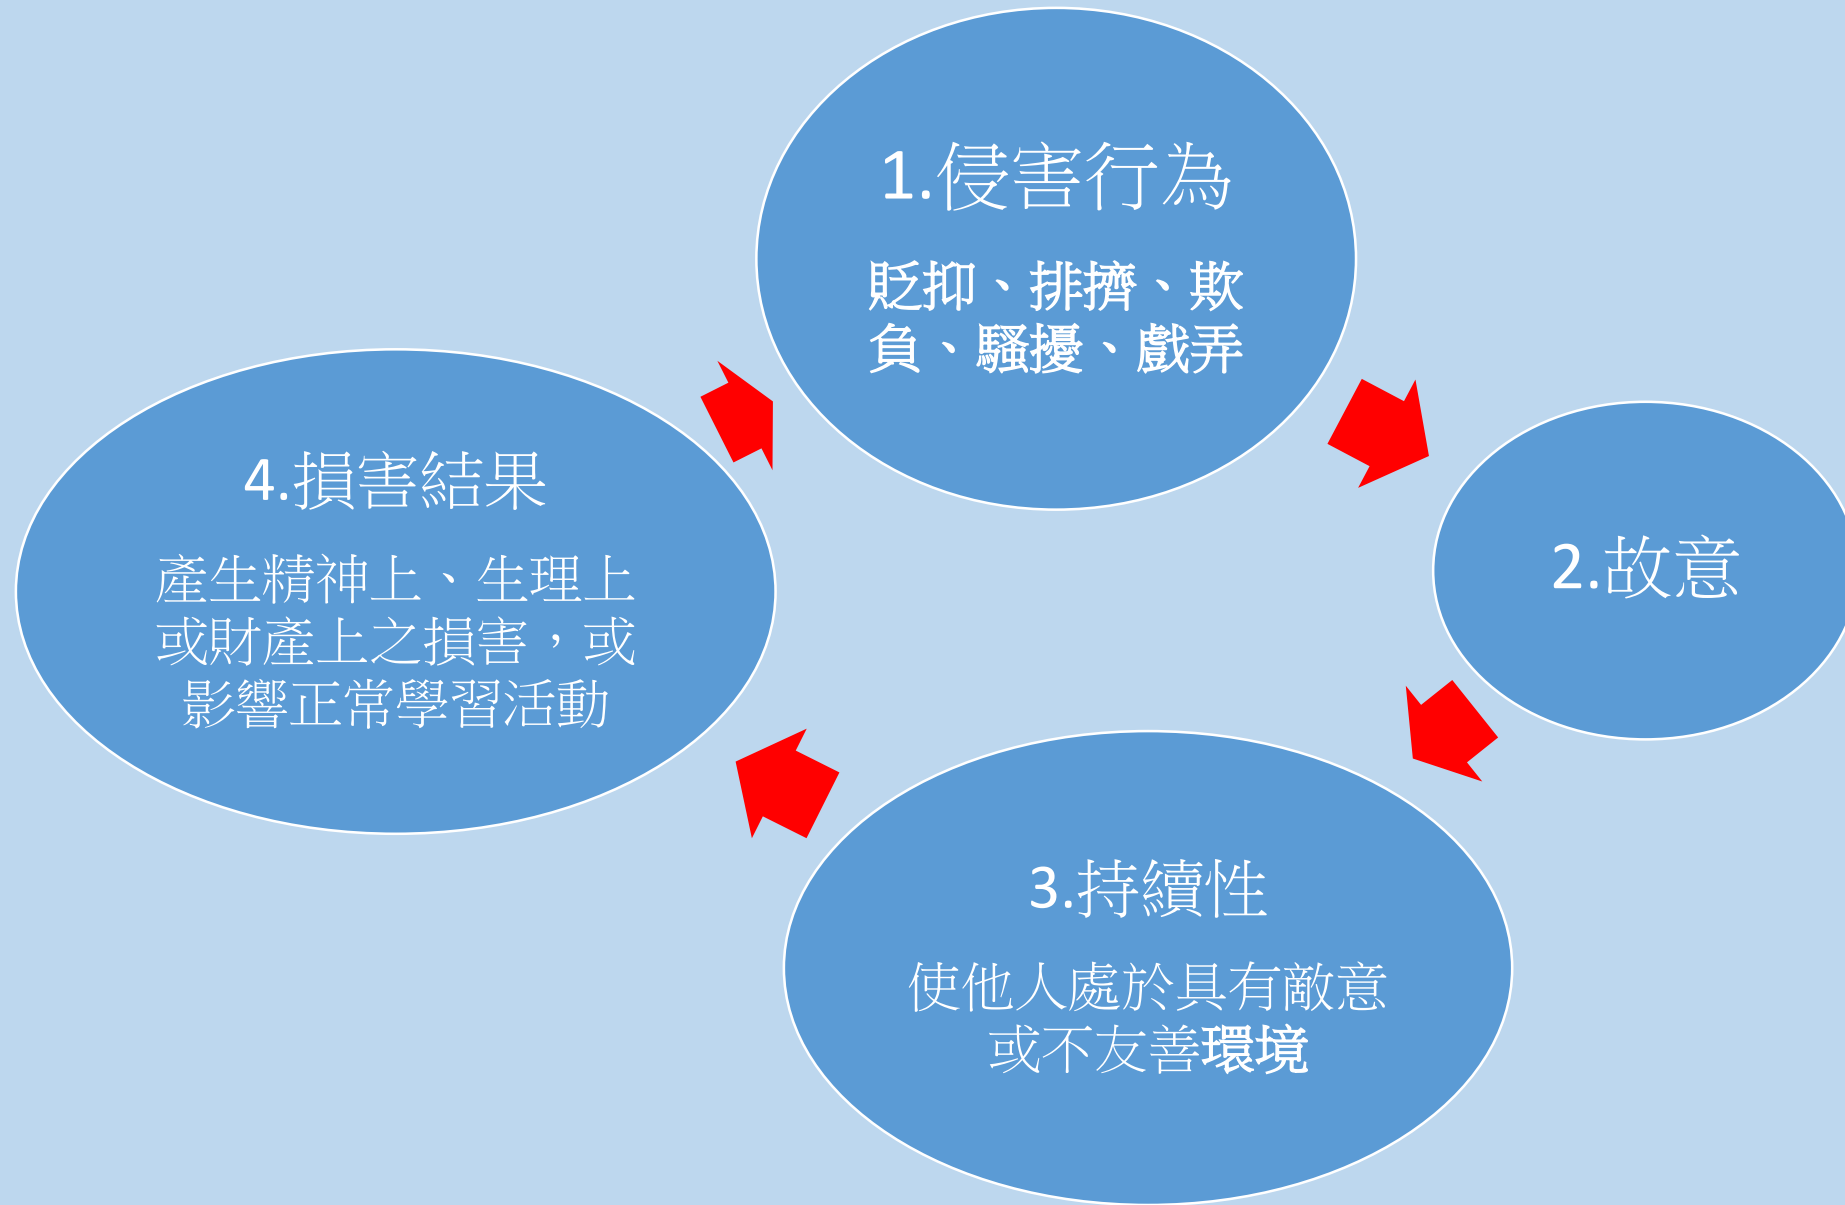 1.侵害行為
貶抑、排擠、欺
負、騷擾、戲弄
2.故意
3.持續性
使他人處於具有敵意
或不友善環境
4.損害結果
產生精神上、生理上
或財產上之損害，或
影響正常學習活動